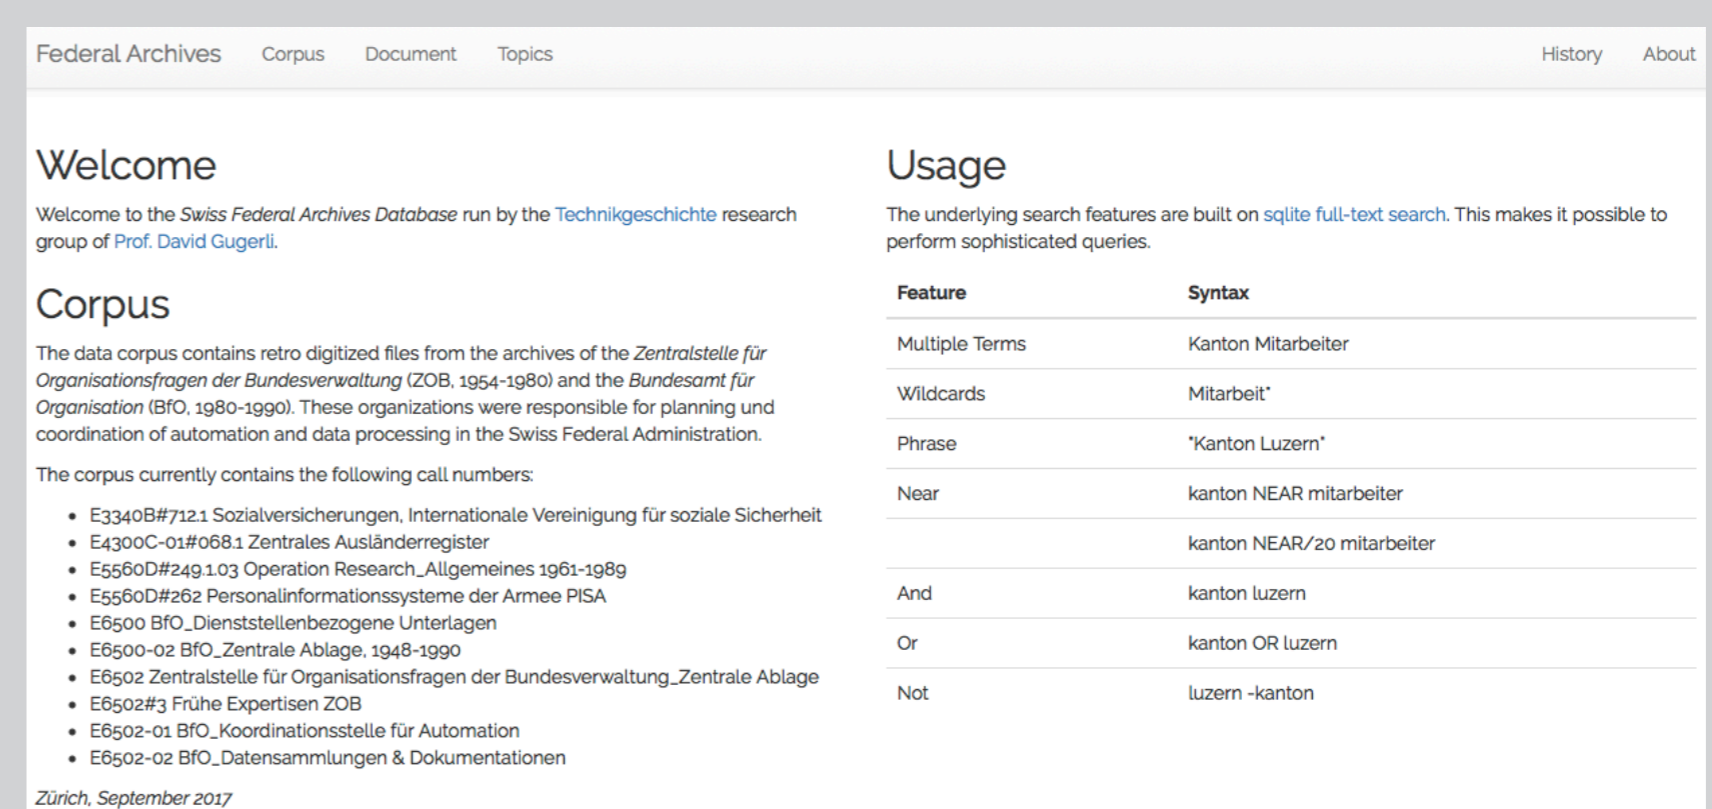 Federal Archives Corpus Document Topics History About
Welcome
Welcome to the Swiss Federal Archives Database run by the Technikgeschichte research
group of Prof. David Gugerli.
Corpus
The data corpus contains retro digitized files from the archives of the Zentralstelle für
Organisationsfragen der Bundesverwaltung (ZOB, 1954-1980) and the Bundesamt für
Organisation (BfO, 1980-1990). These organizations were responsible for planning und
coordination of automation and data processing in the Swiss Federal Administration.
The corpus currently contains the following call numbers:
• E3340B#712.1 Sozialversicherungen, Internationale Vereinigung für soziale Sicherheit
• E4300C-01#068.1 Zentrales Ausländerregister
• E5560D#249.1.03 Operation Research_Allgemeines 1961-1989
• E5560D#262 Personalinformationssysteme der Armee PISA
• E6500 BfO_Dienststellenbezogene Unterlagen
• E6500-02 BfO_Zentrale Ablage, 1948-1990
• E6502 Zentralstelle für Organisationsfragen der Bundesverwaltung_Zentrale Ablage
• E6502#3 Frühe Expertisen ZOB
• E6502-01 BfO_Koordinationsstelle für Automation
• E6502-02 BfO_Datensammlungen & Dokumentationen
Zürich, September 2017
Usage
The underlying search features are built on sqlite full-text search. This makes it possible to
perform sophisticated queries.
Feature Syntax
Multiple Terms Kanton Mitarbeiter
Wildcards Mitarbeit*
Phrase "Kanton Luzern"
Near kanton NEAR mitarbeiter
kanton NEAR/20 mitarbeiter
And kanton luzern
Or kanton OR luzern
Not luzern -kanton